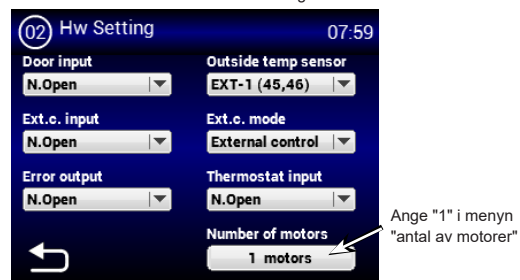 02 Hw Setting 07:59
Door input Outside temp sensor
N.Open EXT-1 (45,46)
Ext.c. input Ext.c. mode
N.Open External control
Error output Thermostat input
N.Open N.Open
Number of motors
1 motors
Ange "1" i menyn
"antal av motorer"